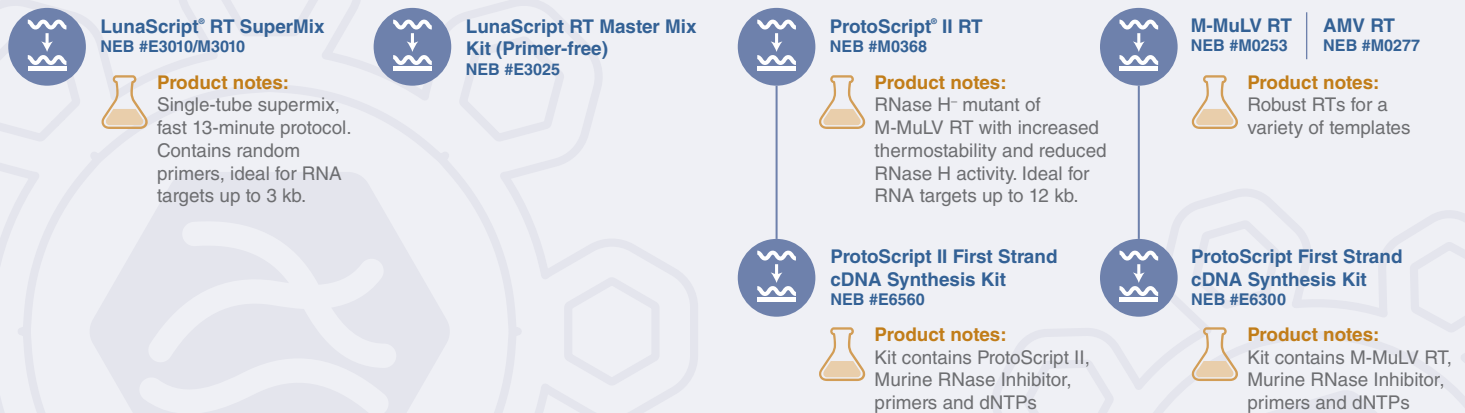 LunaScript® RT SuperMix
NEB #E3010/M3010
Product notes:
Single-tube supermix,
fast 13-minute protocol.
Contains random
primers, ideal for RNA
targets up to 3 kb.
LunaScript RT Master Mix
Kit (Primer-free)
NEB #E3025
ProtoScript® II RT
NEB #M0368
Product notes:
RNase H– mutant of
M-MuLV RT with increased
thermostability and reduced
RNase H activity. Ideal for
RNA targets up to 12 kb.
M-MuLV RT
NEB #M0253
AMV RT
NEB #M0277
Product notes:
Robust RTs for a
variety of templates
ProtoScript II First Strand
cDNA Synthesis Kit
NEB #E6560
Product notes:
Kit contains ProtoScript II,
Murine RNase Inhibitor,
primers and dNTPs
ProtoScript First Strand
cDNA Synthesis Kit
NEB #E6300
Product notes:
Kit contains M-MuLV RT,
Murine RNase Inhibitor,
primers and dNTPs